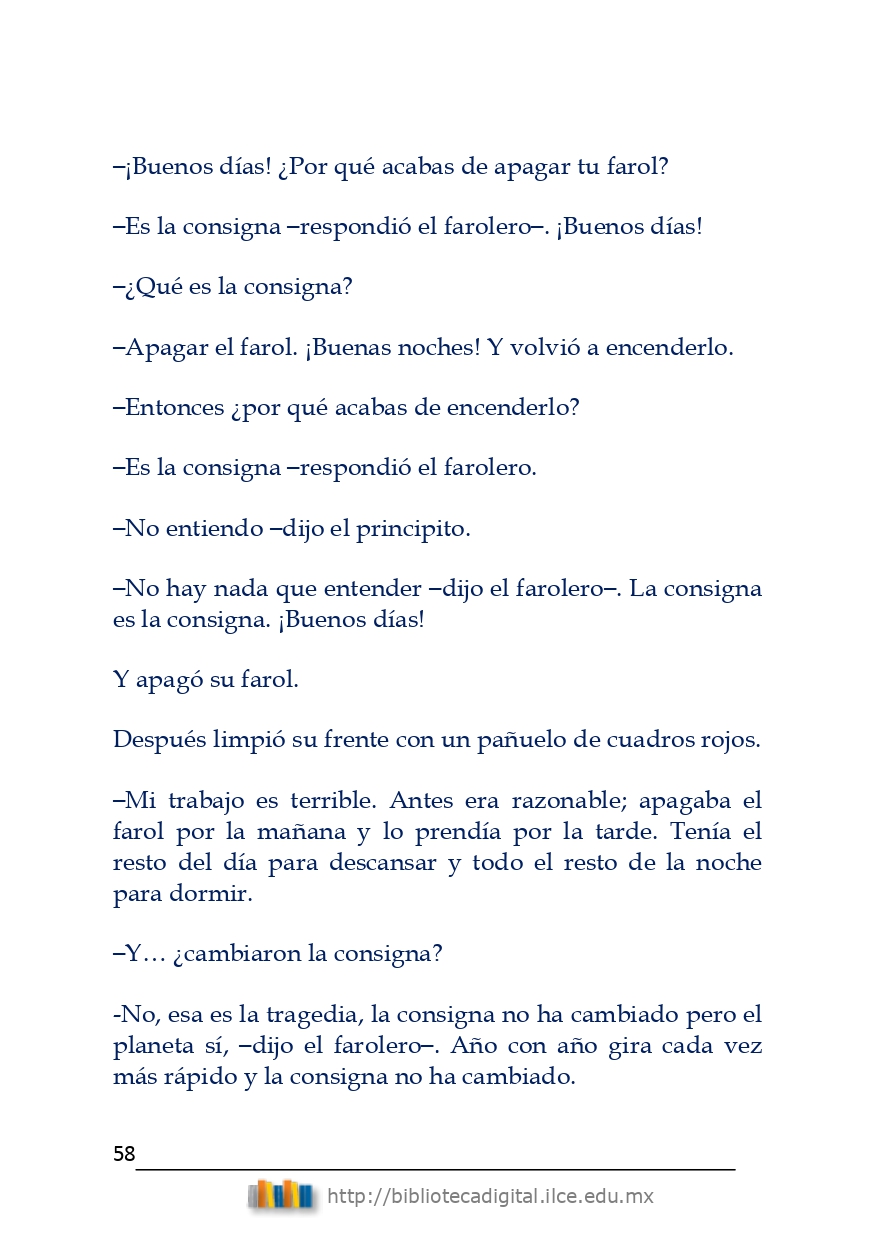 –¡Buenos días! ¿Por qué acabas de apagar tu farol?
–Es la consigna –respondió el farolero–. ¡Buenos días!
–¿Qué es la consigna?
–Apagar el farol. ¡Buenas noches! Y volvió a encenderlo.
–Entonces ¿por qué acabas de encenderlo?
–Es la consigna –respondió el farolero.
–No entiendo –dijo el principito.
–No hay nada que entender –dijo el farolero–. La consigna
es la consigna. ¡Buenos días!
Y apagó su farol.
Después limpió su frente con un pañuelo de cuadros rojos.
–Mi trabajo es terrible. Antes era razonable; apagaba el
farol por la mañana y lo prendía por la tarde. Tenía el
resto del día para descansar y todo el resto de la noche
para dormir.
–Y… ¿cambiaron la consigna?
-No, esa es la tragedia, la consigna no ha cambiado pero el
planeta sí, –dijo el farolero–. Año con año gira cada vez
más rápido y la consigna no ha cambiado.
58
http://bibliotecadigital.ilce.edu.mx